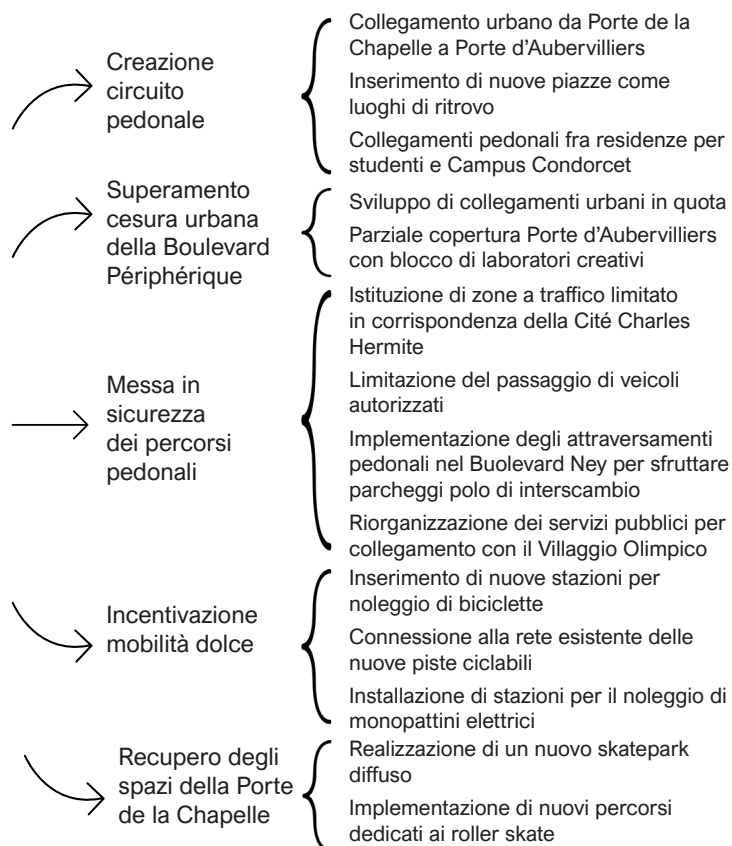 Creazione
circuito
pedonale
Collegamento urbano da Porte de la
Chapelle a Porte d'Aubervilliers
Inserimento di nuove piazze come
luoghi di ritrovo
Collegamenti pedonali fra residenze per
studenti e Campus Condorcet
Superamento
cesura urbana
della Boulevard
Périphérique
Sviluppo di collegamenti urbani in quota
Parziale copertura Porte d'Aubervilliers
con blocco di laboratori creativi
Messa in
sicurezza
dei percorsi
pedonali
Istituzione di zone a traffico limitato
in corrispondenza della Cité Charles
Hermite
Limitazione del passaggio di veicoli
autorizzati
Implementazione degli attraversamenti
pedonali nel Buolevard Ney per sfruttare
parcheggi polo di interscambio
Riorganizzazione dei servizi pubblici per
collegamento con il Villaggio Olimpico
Incentivazione
mobilità dolce
Inserimento di nuove stazioni per
noleggio di biciclette
Connessione alla rete esistente delle
nuove piste ciclabili
Installazione di stazioni per il noleggio di
monopattini elettrici
Recupero degli
spazi della Porte
de la Chapelle
Realizzazione di un nuovo skatepark
diffuso
Implementazione di nuovi percorsi
dedicati ai roller skate